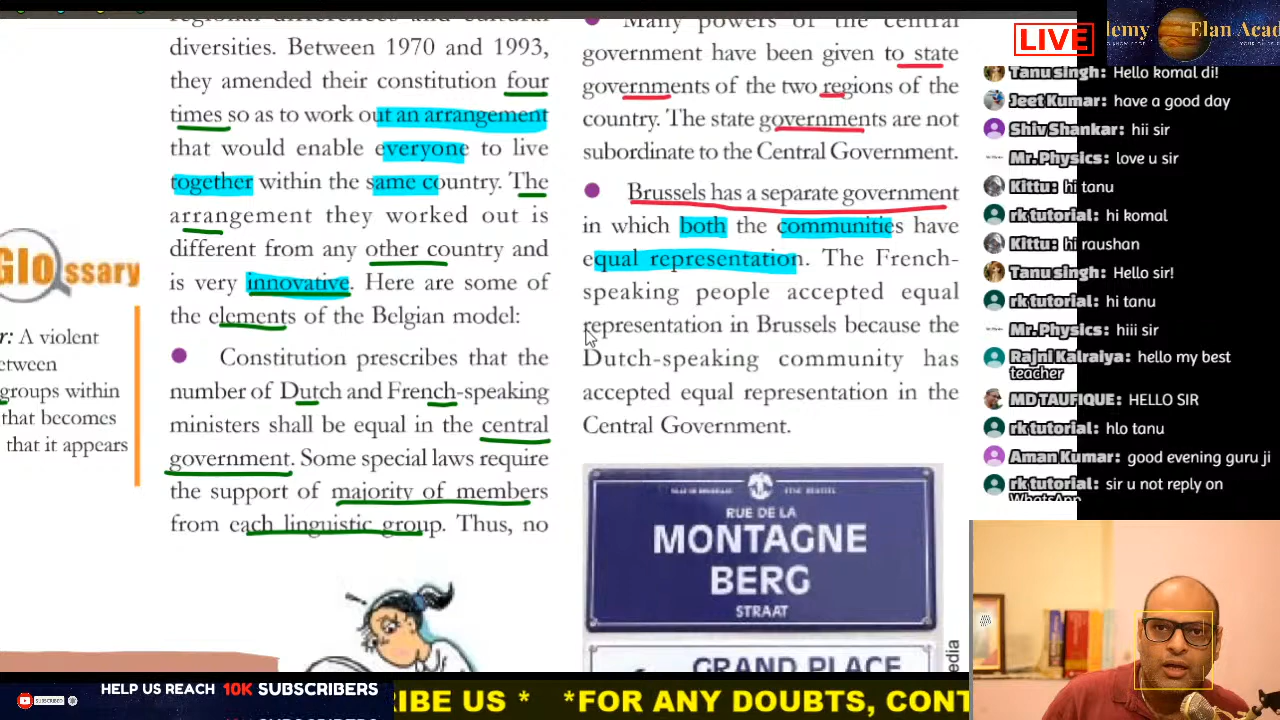 regional differences and cultural
diversities. Between 1970 and 1993,
they amended their constitution four
times so as to work out an arrangement
that would enable everyone to live
together within the same country. The
arrangement they worked out is
different from any other country and
is very innovative. Here are some of
the elements of the Belgian model:
Constitution prescribes that the
number of Dutch and French-speaking
ministers shall be equal in the central
government. Some special laws require
the support of majority of members
from each linguistic group. Thus, no
GlOssary
r: A violent
etween
groups within
that becomes
that it appears
Many powers of the central
government have been given to state
governments of the two regions of the
country. The state governments are not
subordinate to the Central Government.
Brussels has a separate government
in which both the communities have
equal representation. The French-
speaking people accepted equal
representation in Brussels because the
Dutch-speaking community has
accepted equal representation in the
Central Government.
RUE DE LA
MONTAGNE
BERG
STRAAT
GRAND PLACE
edia
LIVE
demy
Elan Acad
Tanu singh: Hello komal di!
Jeet Kumar: have a good day
Shiv Shankar: hii sir
Mr. Physics: love u sir
Kittu: hi tanu
rk tutorial: hi komal
Kittu: hi raushan
Tanu singh: Hello sir!
rk tutorial: hi tanu
Mr. Physics: hiii sir
Rajni Kalraiya: hello my best
teacher
MD TAUFIQUE: HELLO SIR
rk tutorial: hlo tanu
Aman Kumar: good evening guru ji
rk tutorial: sir u not reply on
WhatsApp
SUBSCRIBED
HELP US REACH 10K SUBSCRIBERS
RIBE US * *FOR ANY DOUBTS, CONT